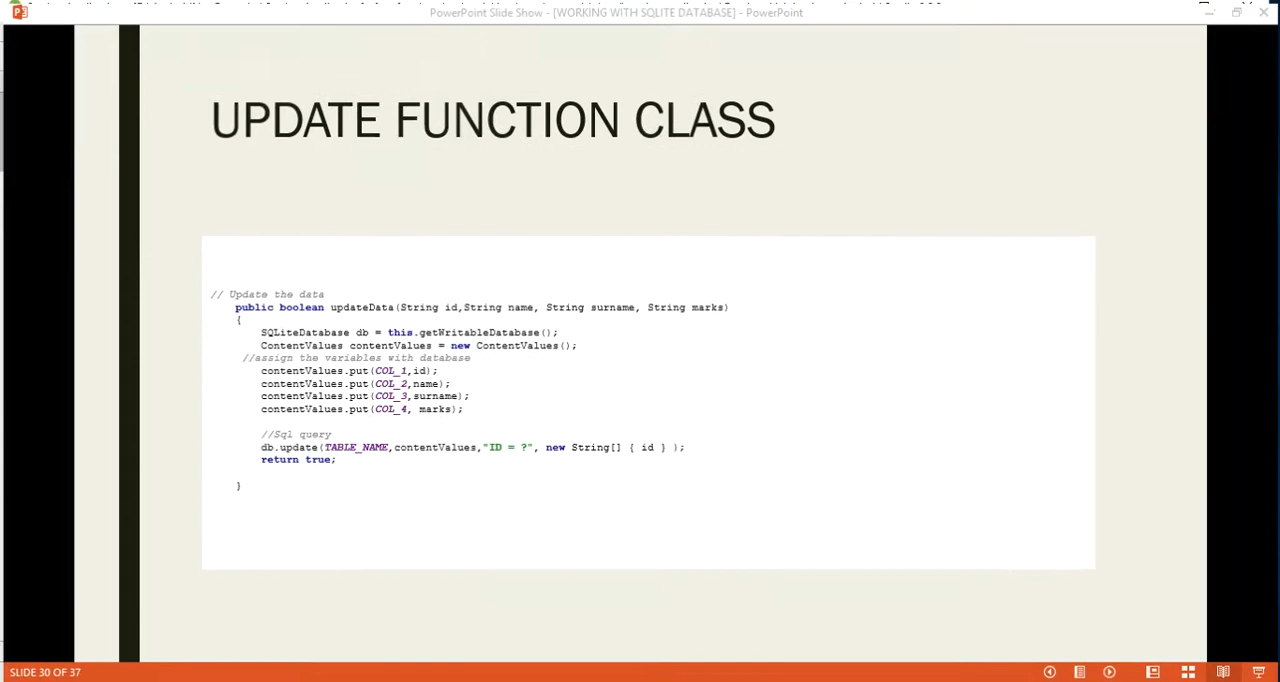 PowerPoint Slide Show - [WORKING WITH SQLITE DATABASE] - PowerPoint
UPDATE FUNCTION CLASS
// Update the data
public boolean updateData(String id,String name, String surname, String marks)
{
SQLiteDatabase db = this.getWritableDatabase();
ContentValues contentValues = new ContentValues();
//assign the variables with database
contentValues.put(COL_1,id);
contentValues.put(COL_2,name);
contentValues.put(COL_3,surname);
contentValues.put(COL_4, marks);
//Sql query
db.update(TABLE_NAME,contentValues,"ID = ?", new String[] { id } );
return true;
}
SLIDE 30 OF 37